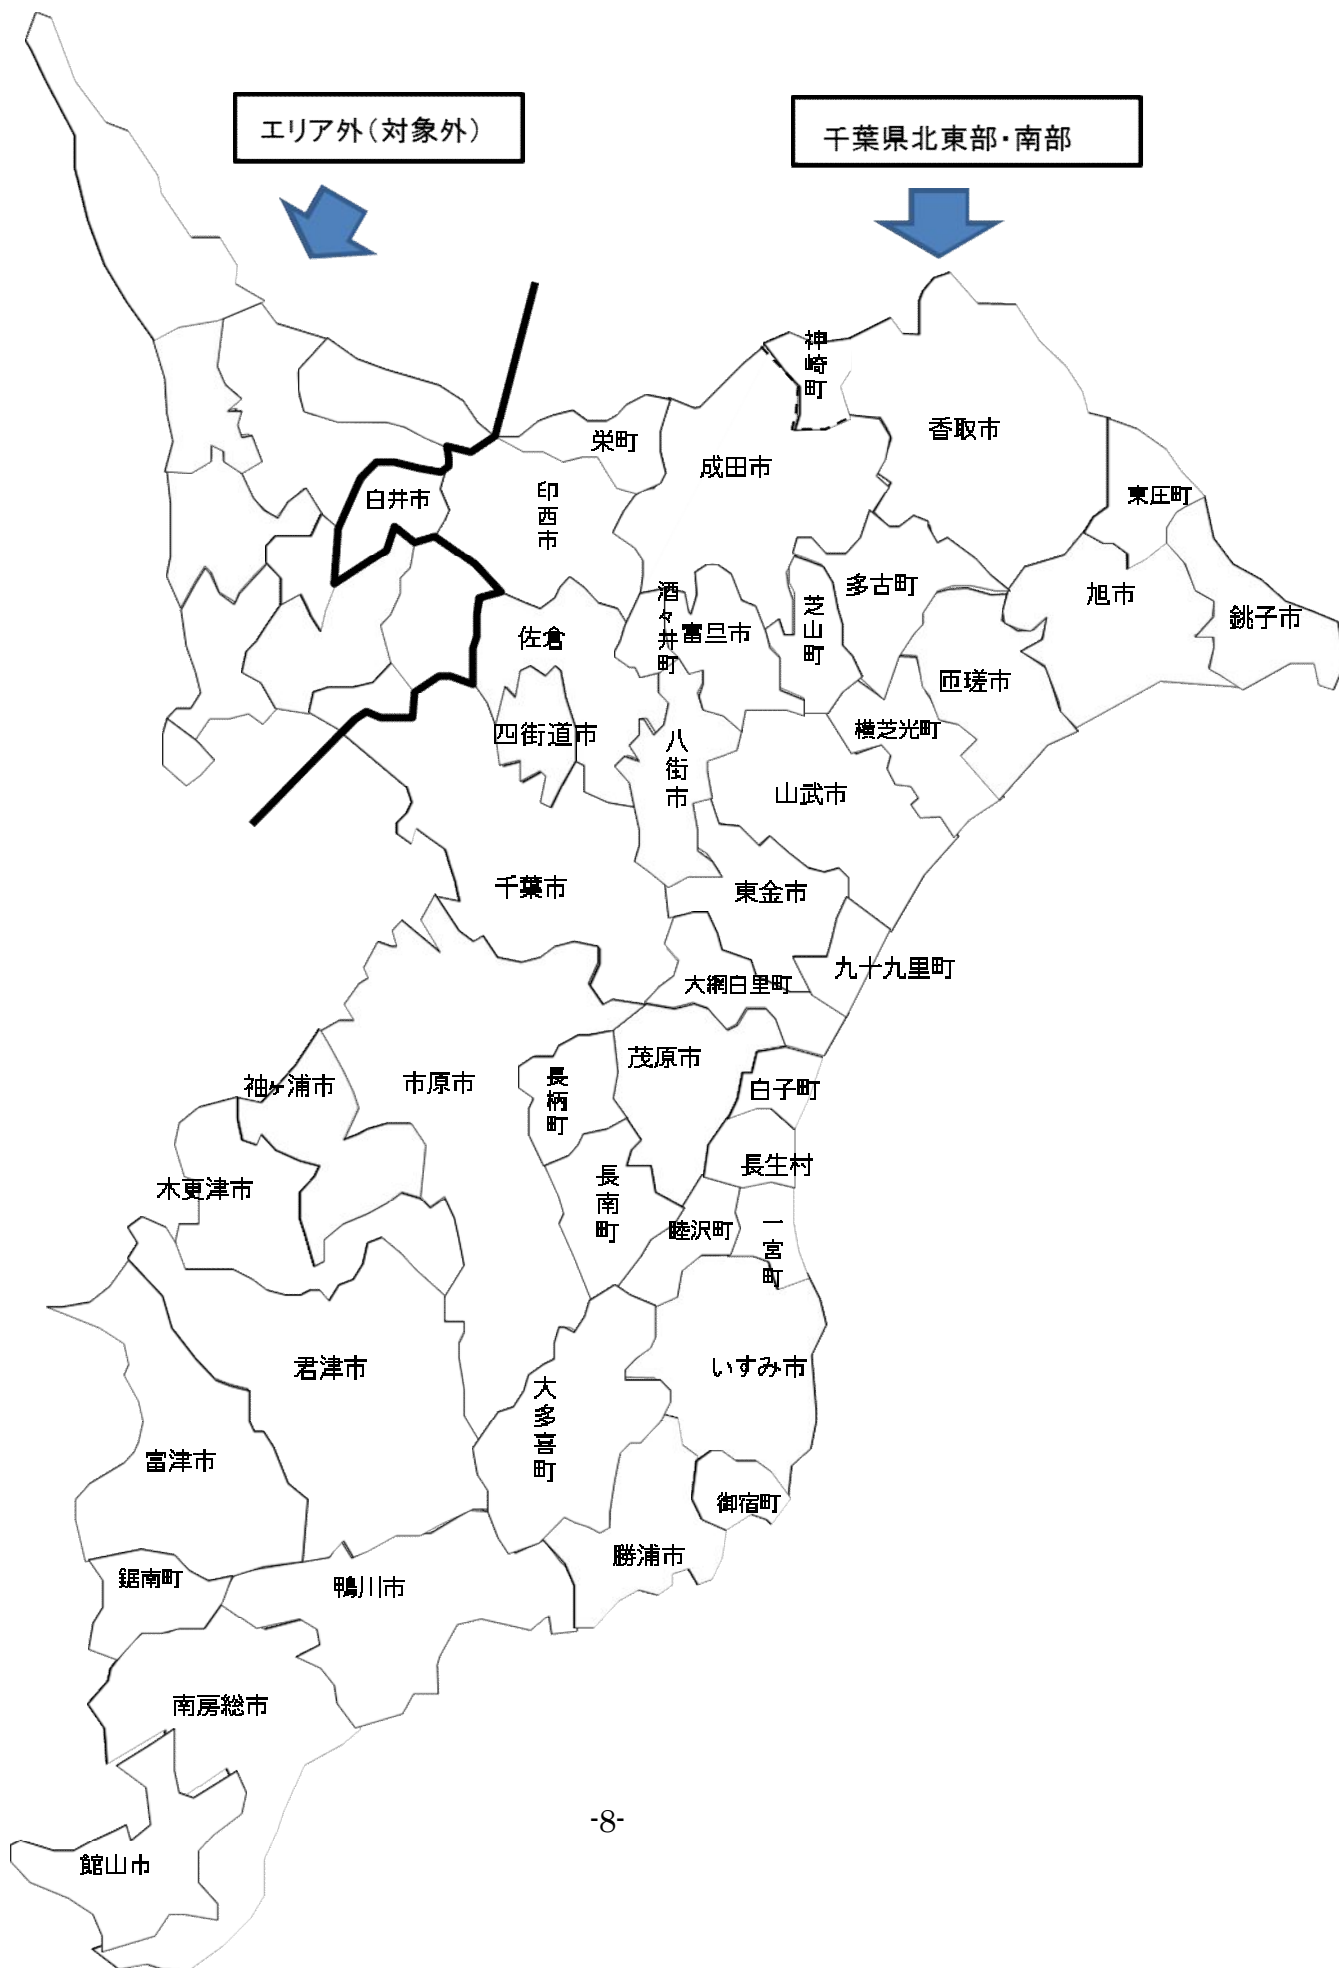 エリア外(対象外)
千葉県北東部・南部
神崎町
香取市
栄町
成田市
東庄町
白井市
印西市
酒々井町
富里市
芝山町
多古町
旭市
銚子市
佐倉
匝瑳市
四街道市
八街市
横芝光町
山武市
千葉市
東金市
九十九里町
大網白里町
茂原市
袖ヶ浦市
市原市
長柄町
白子町
木更津市
長南町
長生村
睦沢町
一宮町
君津市
いすみ市
大多喜町
富津市
御宿町
勝浦市
鋸南町
鴨川市
南房総市
館山市
-8-